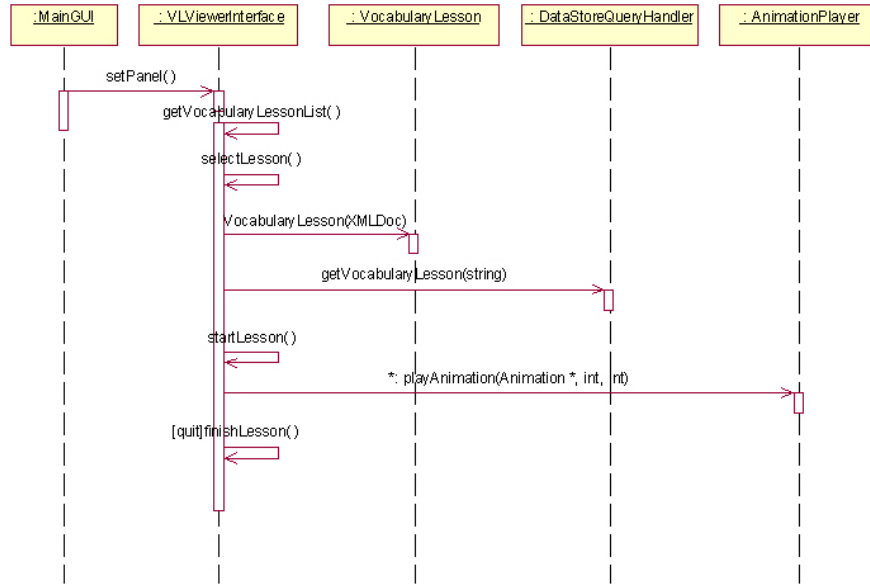 :MainGUI
: VLViewerInterface
: VocabularyLesson
: DataStoreQueryHandler
: AnimationPlayer
setPanel()
getVocabularyLessonList()
selectLesson()
VocabularyLesson(XMLDoc)
getVocabularyLesson(string)
startLesson()
*: playAnimation(Animation *, int, int)
[quit]finishLesson()